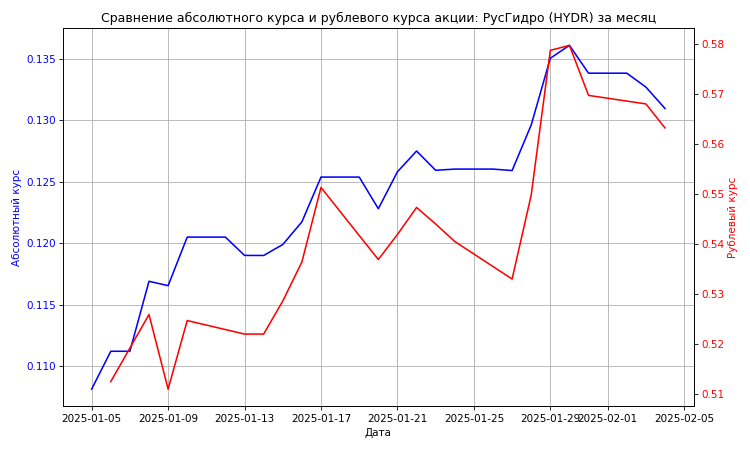 Сравнение абсолютного курса и рублевого курса акции: РусГидро (HYDR) за месяц
0.135
0.130
0.125
0.120
0.115
0.110
Абсолютный курс
0.58
0.57
0.56
0.55
0.54
0.53
0.52
0.51
Рублевый курс
2025-01-05 2025-01-09 2025-01-13 2025-01-17 2025-01-21 2025-01-25 2025-01-29 2025-02-01 2025-02-05
Дата